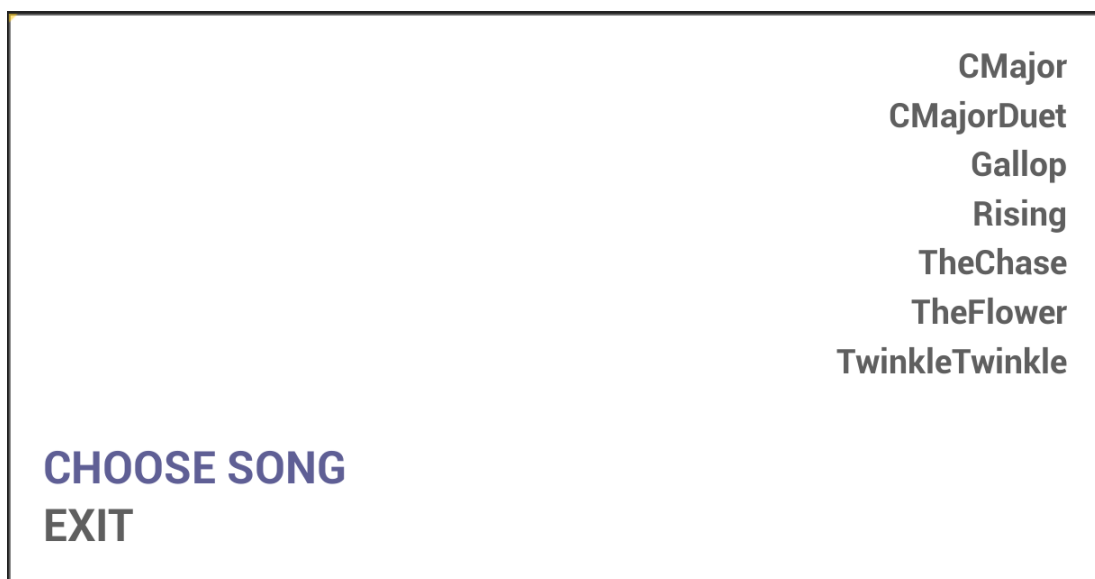 CMajor
CMajorDuet
Gallop
Rising
TheChase
TheFlower
TwinkleTwinkle
CHOOSE SONG
EXIT